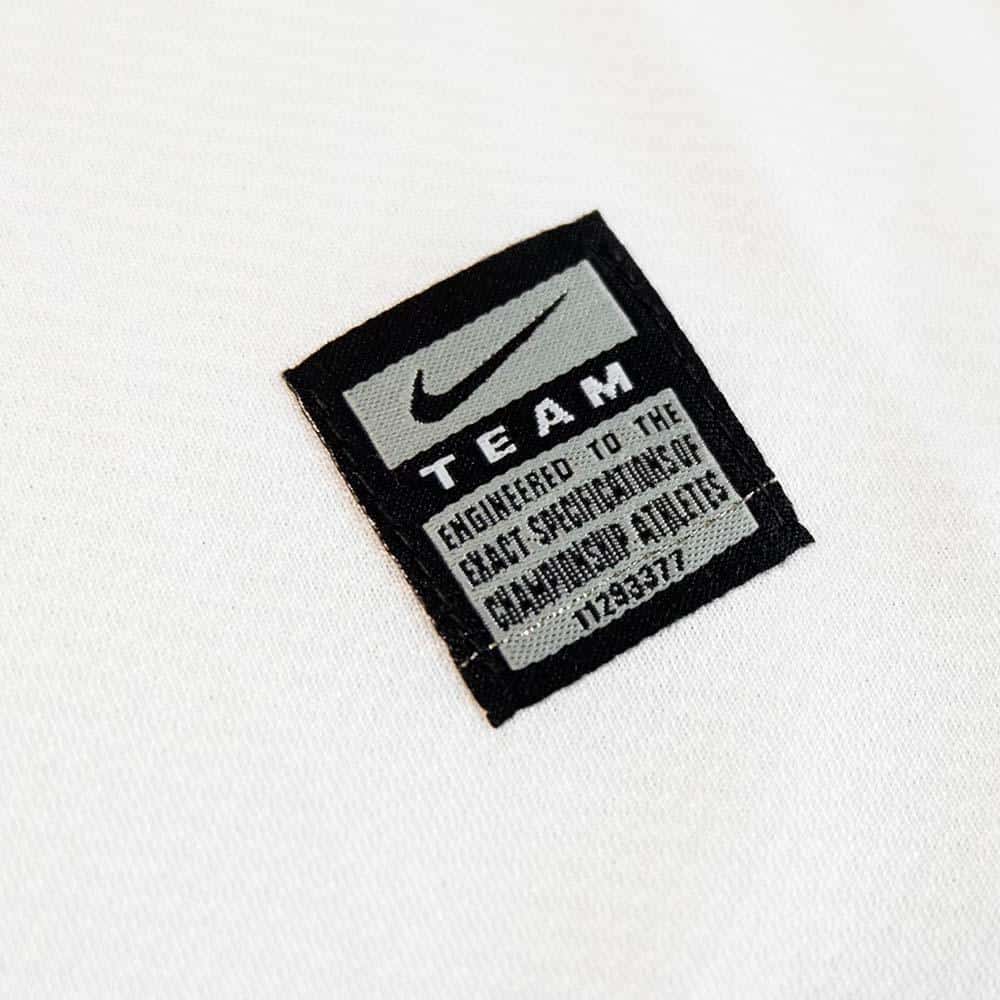 TEAM
ENGINEERED TO THE
EXACT SPECIFICATIONS OF
CHAMPIONSHIP ATHLETES
11293377